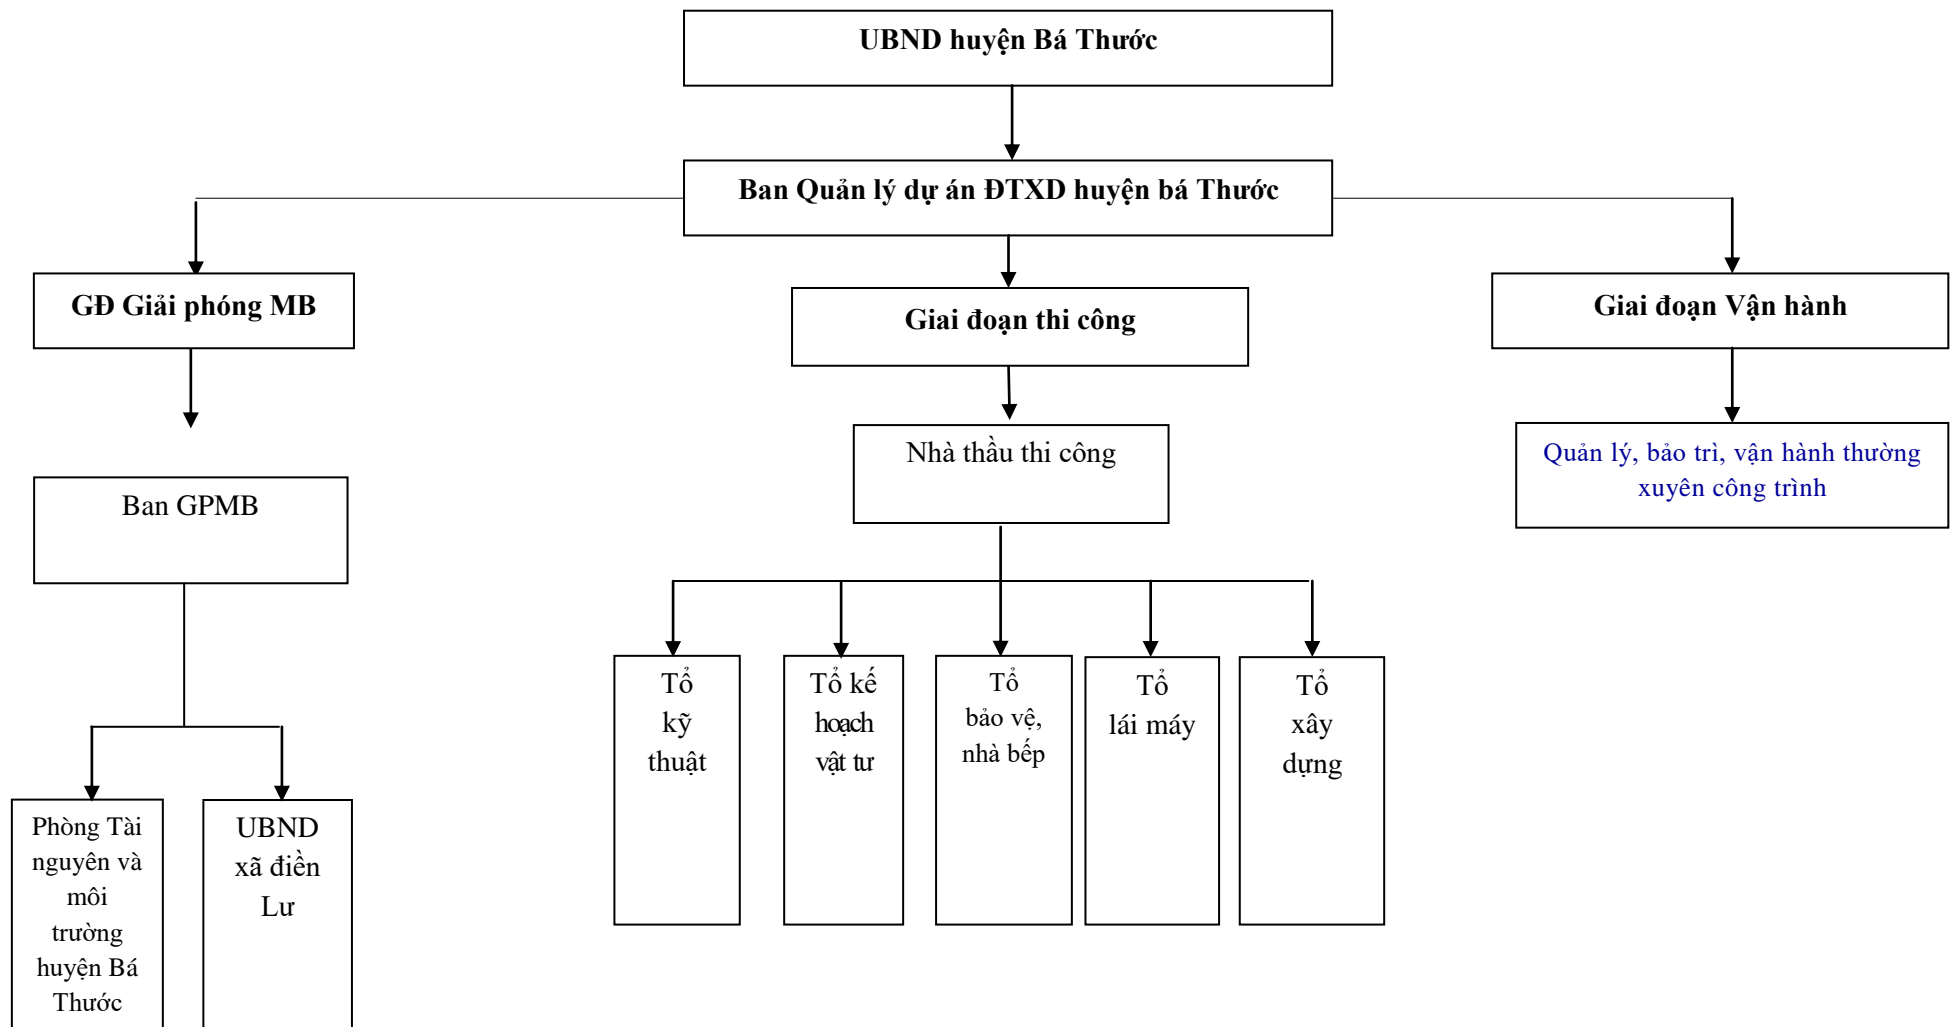 UBND huyện Bá Thước
Ban Quản lý dự án ĐTXD huyện bá Thước
GĐ Giải phóng MB
Giai đoạn thi công
Giai đoạn Vận hành
Ban GPMB
Nhà thầu thi công
Quản lý, bảo trì, vận hành thường
xuyên công trình
Phòng Tài
nguyên và
môi
trường
huyện Bá
Thước
UBND
xã điền
Lư
Tổ
kỹ
thuật
Tổ kế
hoạch
vật tư
Tổ
bảo vệ,
nhà bếp
Tổ
lái máy
Tổ
xây
dựng